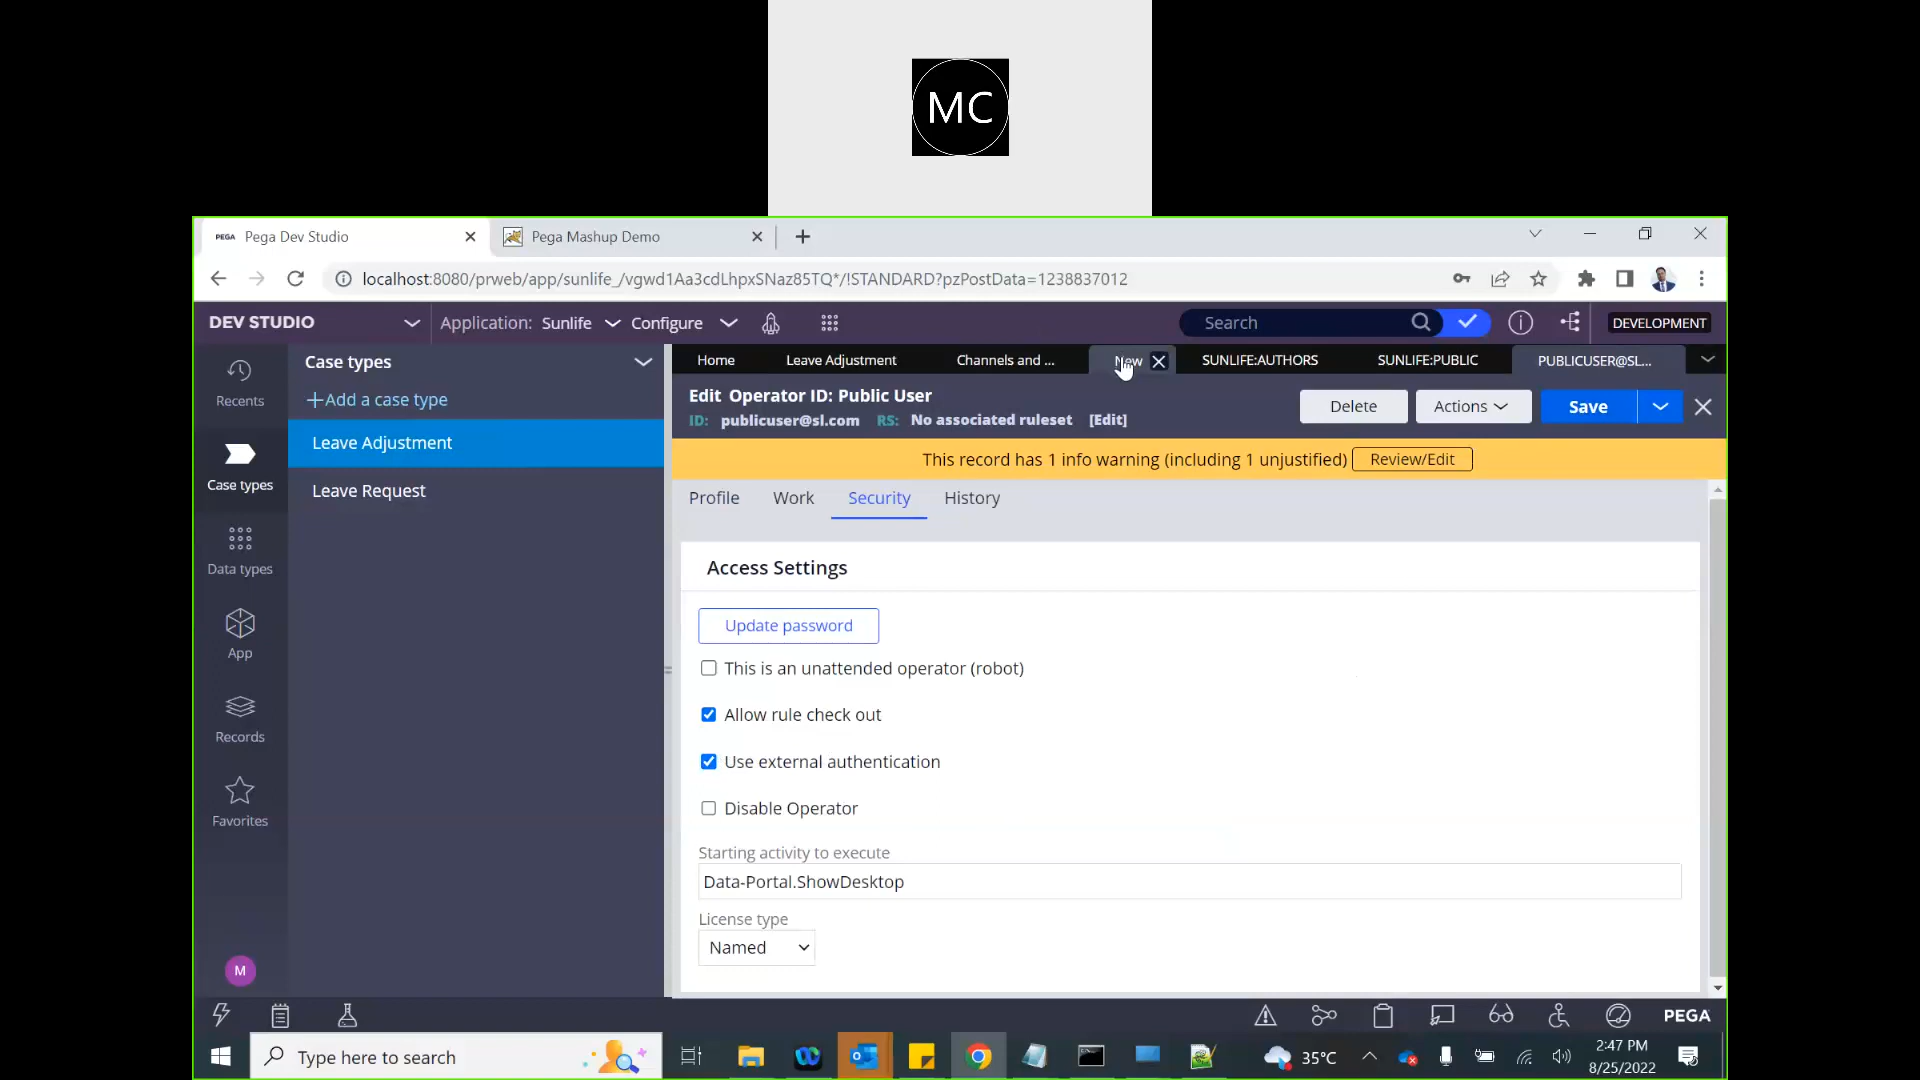 MC
PEGA Pega Dev Studio
Pega Mashup Demo
localhost:8080/prweb/app/sunlife_/vgwd1Aa3cdLhpxSNaz85TQ*/!STANDARD?pzPostData=1238837012
DEV STUDIO
Application: Sunlife
Configure
Search
DEVELOPMENT
Recents
Case types
Data types
App
Records
Favorites
M
Case types
+Add a case type
Leave Adjustment
Leave Request
Home
Leave Adjustment
Channels and ...
New
SUNLIFE:AUTHORS
SUNLIFE:PUBLIC
PUBLICUSER@SL...
Edit Operator ID: Public User
ID: publicuser@sl.com RS: No associated ruleset [Edit]
Delete
Actions
Save
This record has 1 info warning (including 1 unjustified) Review/Edit
Profile
Work
Security
History
Access Settings
Update password
This is an unattended operator (robot)
Allow rule check out
Use external authentication
Disable Operator
Starting activity to execute
Data-Portal.ShowDesktop
License type
Named
PEGA
Type here to search
35°C
2:47 PM
8/25/2022